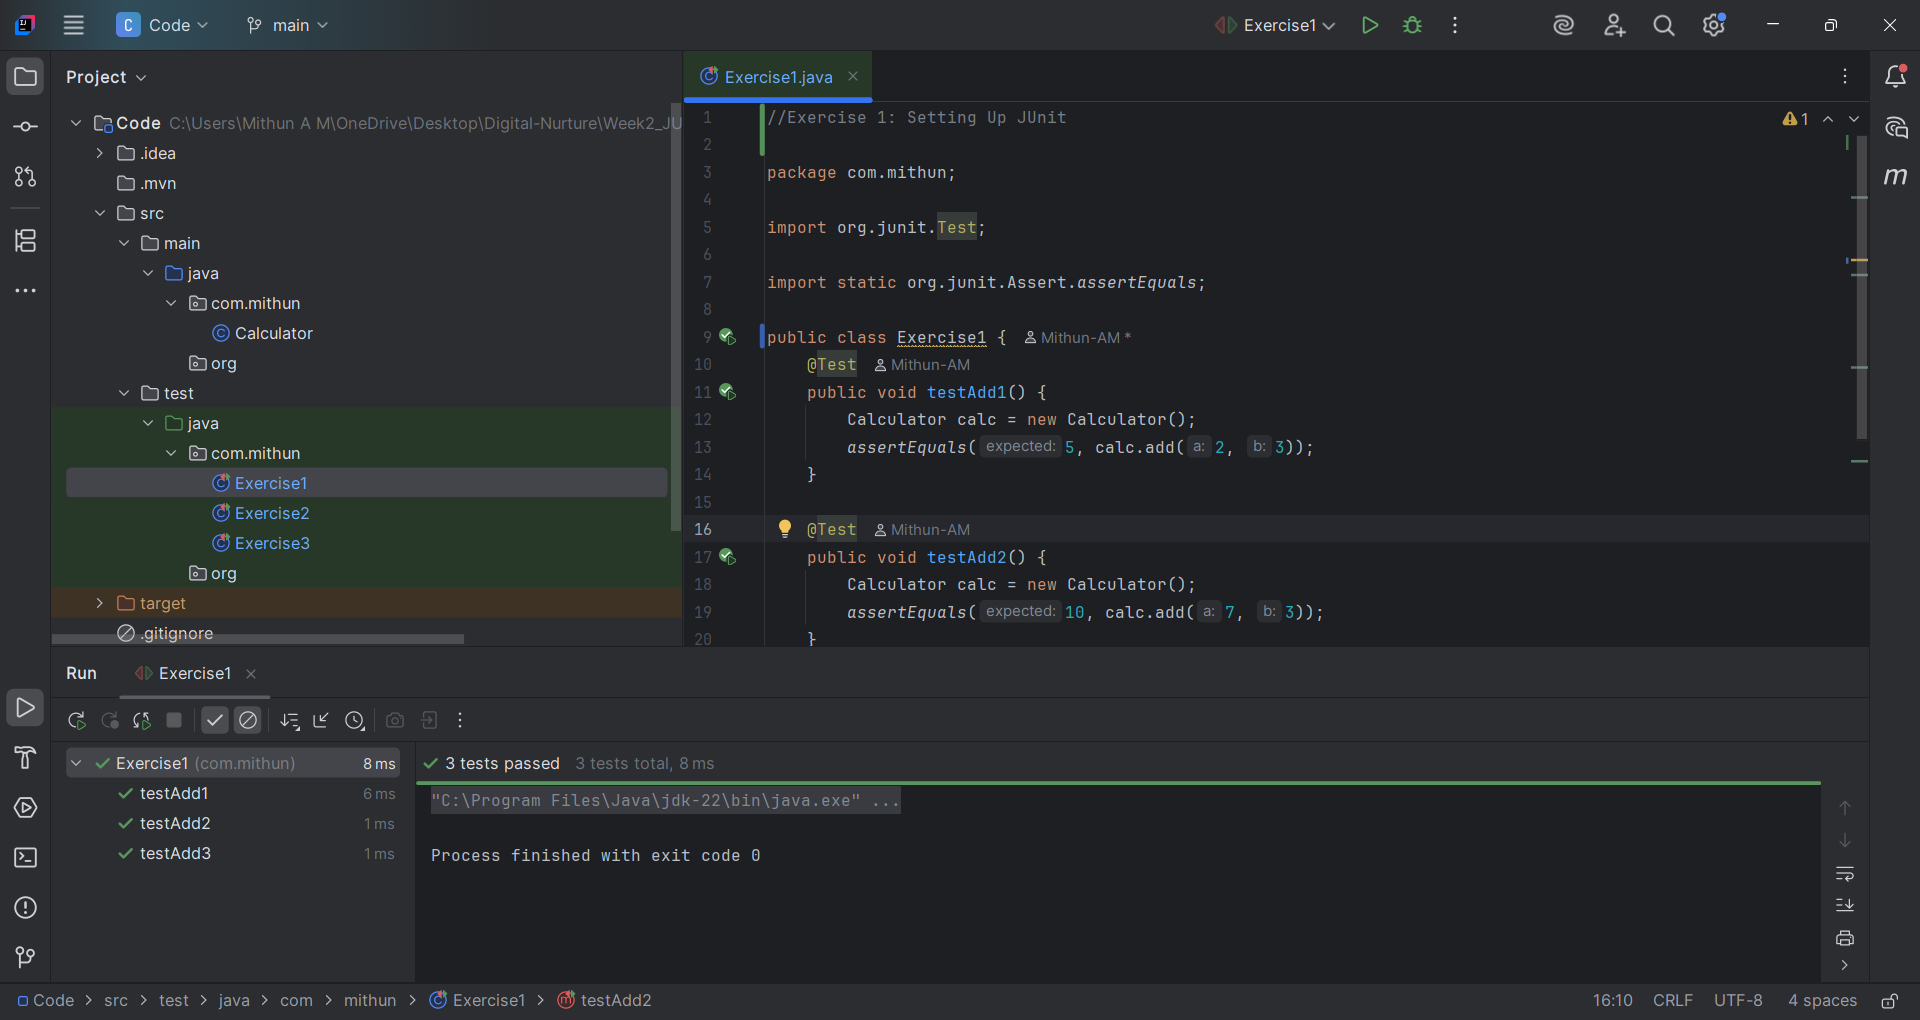 C Code main Exercise1
Project
Code C:\Users\Mithun A M\OneDrive\Desktop\Digital-Nurture\Week2_JU
.idea
.mvn
src
main
java
com.mithun
Calculator
org
test
java
com.mithun
Exercise1
Exercise2
Exercise3
org
target
.gitignore
Exercise1.java
1 //Exercise 1: Setting Up JUnit
1
2
3 package com.mithun;
4
5 import org.junit.Test;
6
7 import static org.junit.Assert.assertEquals;
8
9 public class Exercise1 { Mithun-AM *
10 @Test Mithun-AM
11 public void testAdd1() {
12 Calculator calc = new Calculator();
13 assertEquals( expected: 5, calc.add( a: 2, b: 3));
14 }
15
16 @Test Mithun-AM
17 public void testAdd2() {
18 Calculator calc = new Calculator();
19 assertEquals( expected: 10, calc.add( a: 7, b: 3));
20 }
m
Run Exercise1
Exercise1 (com.mithun) 8 ms
testAdd1 6 ms
testAdd2 1 ms
testAdd3 1 ms
3 tests passed 3 tests total, 8 ms
"C:\Program Files\Java\jdk-22\bin\java.exe" ...
Process finished with exit code 0
Code > src > test > java > com > mithun > Exercise1 > testAdd2
16:10 CRLF UTF-8 4 spaces